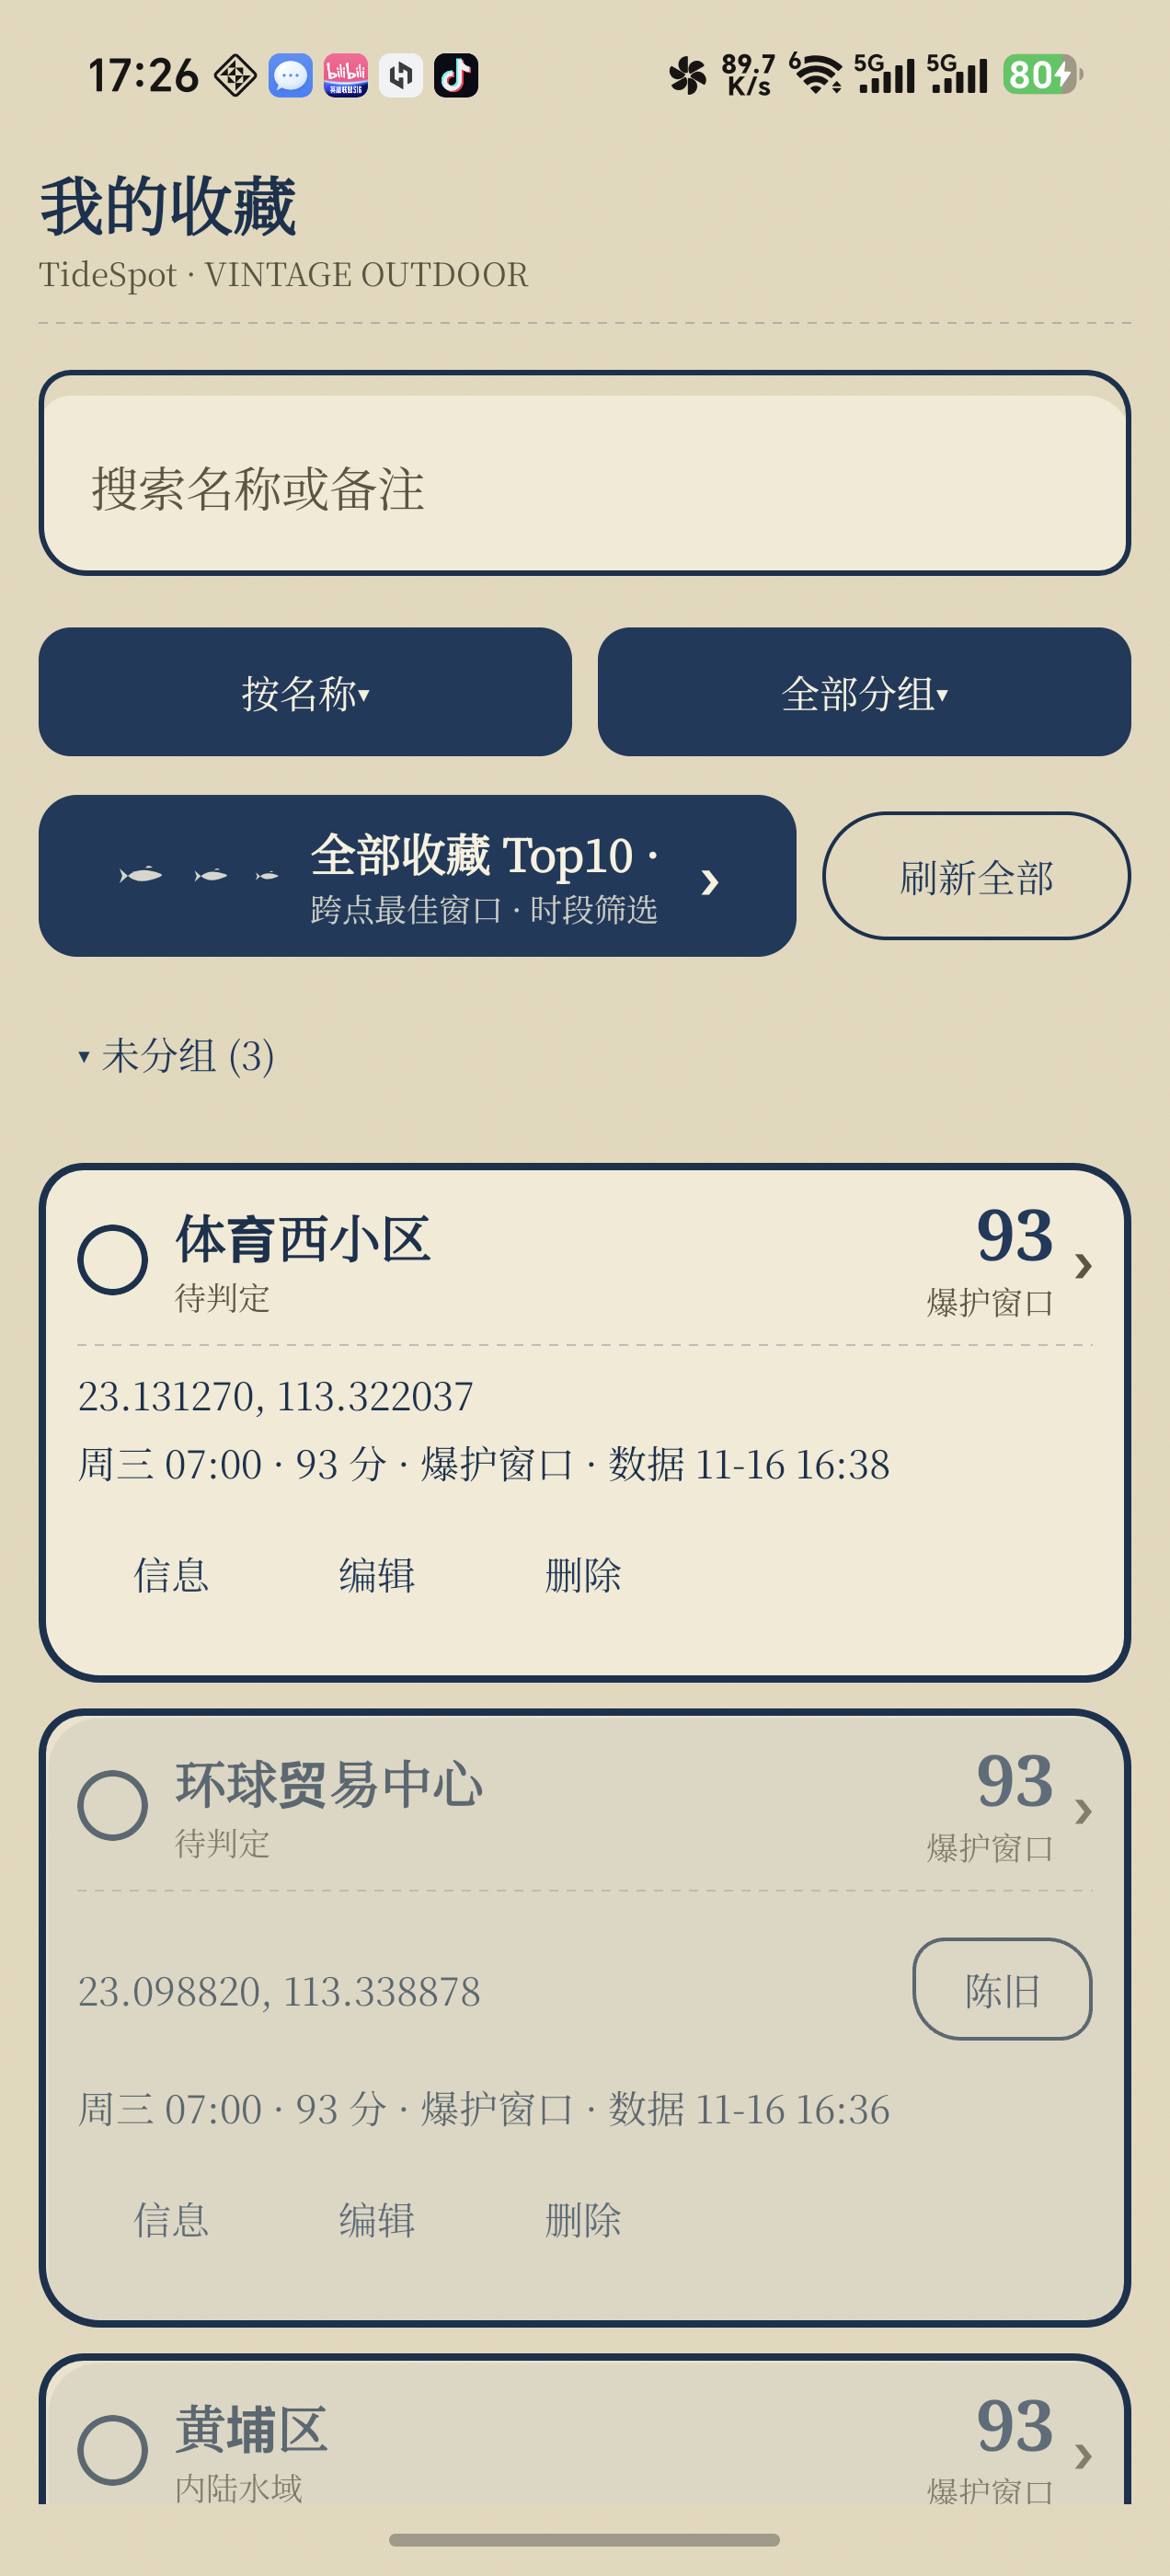 17:26
bilibili
89.7
K/s
6
5G
5G
80
我的收藏
TideSpot · VINTAGE OUTDOOR
搜索名称或备注
按名称▾
全部分组▾
全部收藏 Top10 ·
跨点最佳窗口 · 时段筛选
刷新全部
▾ 未分组 (3)
体育西小区
93
待判定
爆护窗口
23.131270, 113.322037
周三 07:00 · 93 分 · 爆护窗口 · 数据 11-16 16:38
信息 编辑 删除
环球贸易中心
93
待判定
爆护窗口
23.098820, 113.338878
陈旧
周三 07:00 · 93 分 · 爆护窗口 · 数据 11-16 16:36
信息 编辑 删除
黄埔区
93
内陆水域
爆护窗口